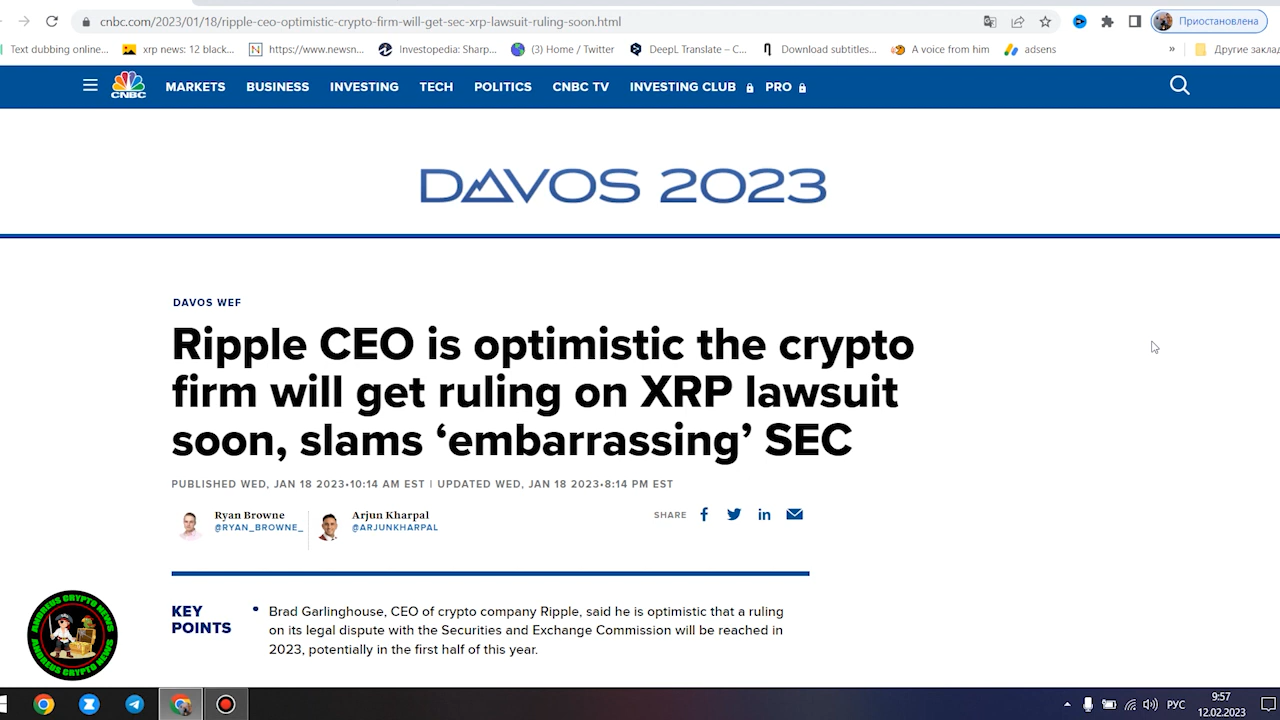 cnbc.com/2023/01/18/ripple-ceo-optimistic-crypto-firm-will-get-sec-xrp-lawsuit-ruling-soon.html
Приостановлена
Text dubbing online...
xrp news: 12 black...
https://www.newsn...
Investopedia: Sharp...
(3) Home / Twitter
DeepL Translate – C...
Download subtitles...
A voice from him
adsens
»
Другие заклад
CNBC
MARKETS
BUSINESS
INVESTING
TECH
POLITICS
CNBC TV
INVESTING CLUB
PRO
DAVOS 2023
DAVOS WEF
Ripple CEO is optimistic the crypto
firm will get ruling on XRP lawsuit
soon, slams ‘embarrassing’ SEC
PUBLISHED WED, JAN 18 2023•10:14 AM EST | UPDATED WED, JAN 18 2023•8:14 PM EST
Ryan Browne
@RYAN_BROWNE_
Arjun Kharpal
@ARJUNKHARPAL
SHARE
KEY
POINTS
• Brad Garlinghouse, CEO of crypto company Ripple, said he is optimistic that a ruling
on its legal dispute with the Securities and Exchange Commission will be reached in
2023, potentially in the first half of this year.
ANDREUS CRYPTO NEWS
ANDREUS CRYPTO NEWS
РУС
9:57
12.02.2023